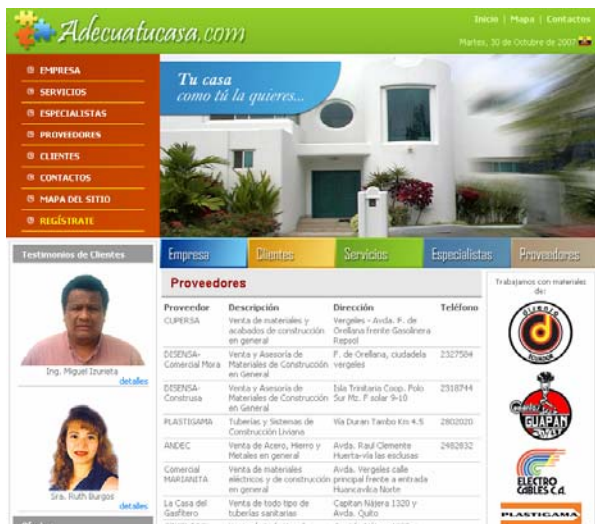 Adecuatucasa.com
Inicio | Mapa | Contactos
Martes, 30 de Octubre de 2007
EMPRESA
SERVICIOS
ESPECIALISTAS
PROVEEDORES
CLIENTES
CONTACTOS
MAPA DEL SITIO
REGÍSTRATE
Tu casa
como tú la quieres...
Empresa Clientes Servicios Especialistas Proveedores
Testimonios de Clientes
Ing. Miguel Izurieta
detalles
Sra. Ruth Burgos
detalles
Proveedores
Proveedor Descripción Dirección Teléfono
CUPERSA Venta de materiales y Vergeles - Avda. F. de
acabados de construcción Orellana frente Gasolinera
en general Repsol
DISENSA- Venta y Asesoría de F. de Orellana, ciudadela 2327584
Comercial Mora Materiales de Construcción vergeles
en General
DISENSA- Venta y Asesoría de Isla Trinitaria Coop. Polo 2318744
Construsa Materiales de Construcción Sur Mz. F solar 9-10
en General
PLASTIGAMA Tuberías y Sistemas de Vía Duran Tambo Km 4.5 2802020
Construcción Liviana
ANDEC Venta de Acero, Hierro y Avda. Raul Clemente 2482832
Metales en general Huerta-vía las esclusas
Comercial Venta de materiales Avda. Vergeles calle
MARIANITA eléctricos y de construcción principal frente a entrada
en general Huancavilca Norte
La Casa del Venta de todo tipo de Capitan Nájera 1320 y
Gasfitero tuberías sanitarias Avda. Quito
Trabajamos con materiales
de:
disensa
ECUADOR
GUAPAN
ELECTRO
CABLES C.A.
PLASTIGAMA